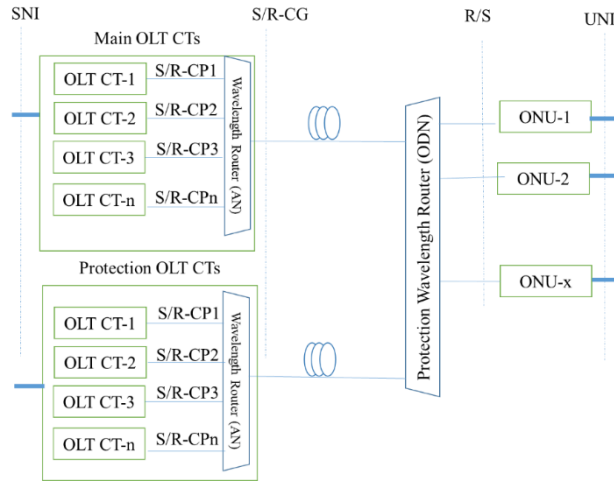 SNI
S/R-CG
R/S
UNI
Main OLT CTs
OLT CT-1
S/R-CP1
OLT CT-2
S/R-CP2
OLT CT-3
S/R-CP3
OLT CT-n
S/R-CPn
Wavelength Router (AN)
Protection Wavelength Router (ODN)
ONU-1
ONU-2
ONU-x
Protection OLT CTs
OLT CT-1
S/R-CP1
OLT CT-2
S/R-CP2
OLT CT-3
S/R-CP3
OLT CT-n
S/R-CPn
Wavelength Router (AN)